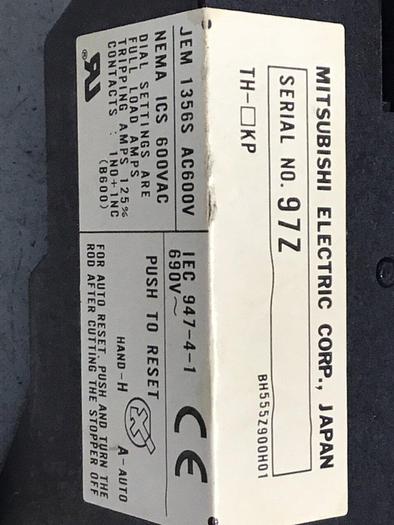 MITSUBISHI ELECTRIC CORP., JAPAN
SERIAL NO. 97Z
TH-□KP
BH555Z900H01
JEM 1356S AC600V
NEMA ICS 600VAC
DIAL SETTINGS ARE
FULL LOAD AMPS
TRIPPING AMPS 125%
CONTACTS : 1NO+1NC
(B600)
IEC 947-4-1
690V~
CE
PUSH TO RESET
HAND-H
A-AUTO
FOR AUTO RESET, PUSH AND TURN THE
ROD AFTER CUTTING THE STOPPER OFF